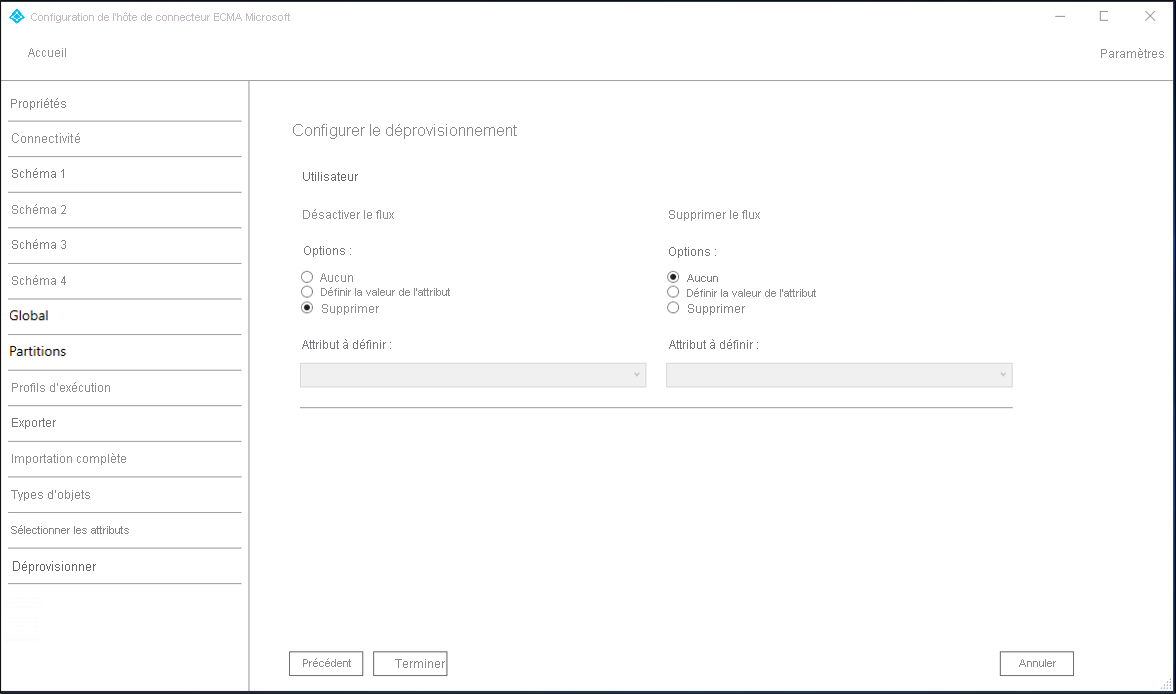 Configuration de l'hôte de connecteur ECMA Microsoft
Accueil
Paramètres
Propriétés
Connectivité
Schéma 1
Schéma 2
Schéma 3
Schéma 4
Global
Partitions
Profils d'exécution
Exporter
Importation complète
Types d'objets
Sélectionner les attributs
Déprovisionner
Configurer le déprovisionnement
Utilisateur
Désactiver le flux
Options :
Aucun
Définir la valeur de l'attribut
Supprimer
Attribut à définir :
Supprimer le flux
Options :
Aucun
Définir la valeur de l'attribut
Supprimer
Attribut à définir :
Précédent
Terminer
Annuler